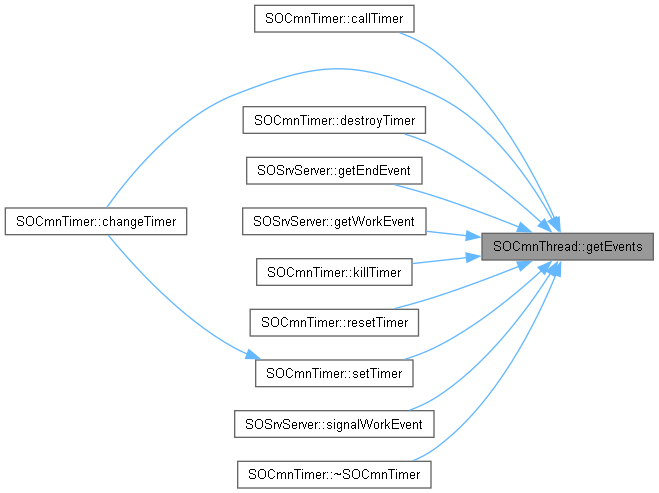 SOCmnTimer::callTimer
SOCmnTimer::destroyTimer
SOSrvServer::getEndEvent
SOCmnTimer::changeTimer
SOSrvServer::getWorkEvent
SOCmnThread::getEvents
SOCmnTimer::killTimer
SOCmnTimer::resetTimer
SOCmnTimer::setTimer
SOSrvServer::signalWorkEvent
SOCmnTimer::~SOCmnTimer